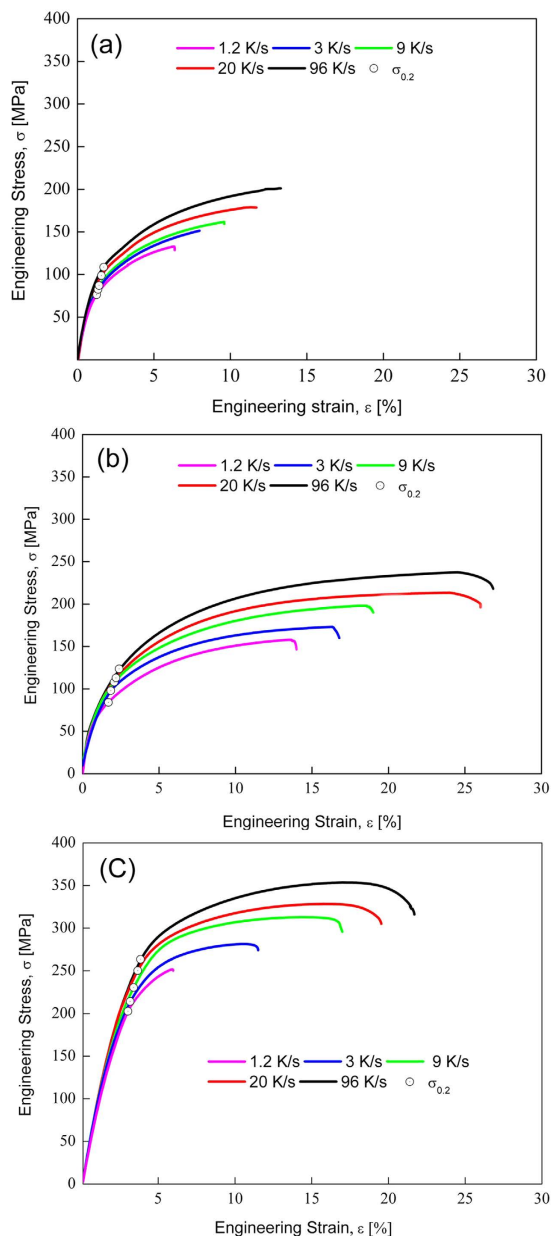 (a)
1.2 K/s 3 K/s 9 K/s
20 K/s 96 K/s σ0.2
Engineering Stress, σ [MPa]
400
350
300
250
200
150
100
50
0 5 10 15 20 25 30
Engineering strain, ε [%]
(b)
1.2 K/s 3 K/s 9 K/s
20 K/s 96 K/s σ0.2
Engineering Stress, σ [MPa]
400
350
300
250
200
150
100
50
0
0 5 10 15 20 25 30
Engineering Strain, ε [%]
(C)
Engineering Stress, σ [MPa]
400
350
300
250
200
150
100
50
0
1.2 K/s 3 K/s 9 K/s
20 K/s 96 K/s σ0.2
5 10 15 20 25 30
Engineering Strain, ε [%]